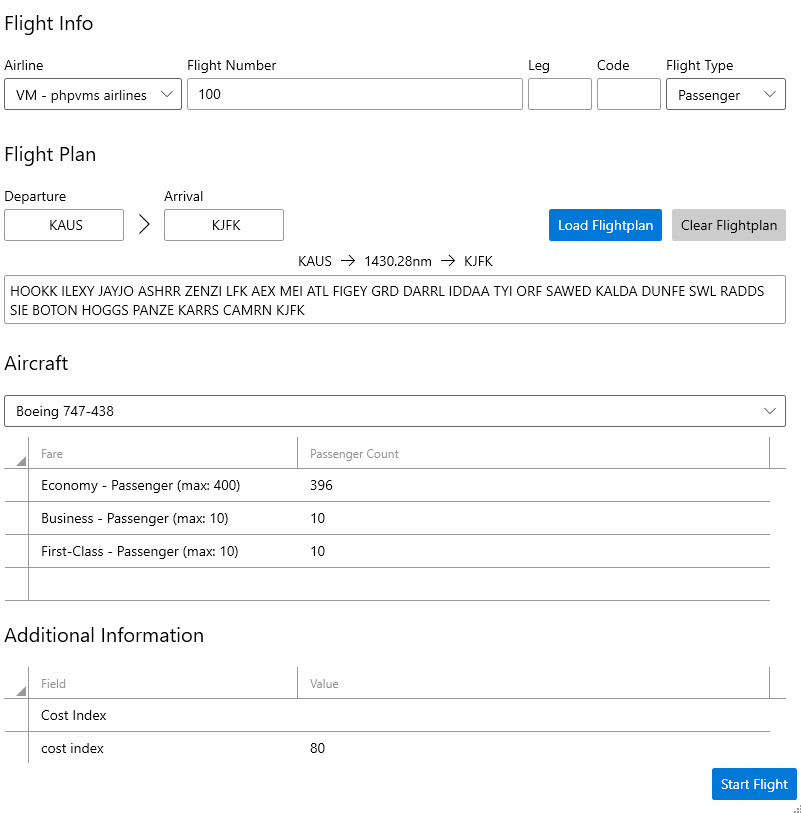 Flight Info
Airline Flight Number Leg Code Flight Type
VM - phpvms airlines 100 Passenger
Flight Plan
Departure Arrival
KAUS KJFK Load Flightplan Clear Flightplan
KAUS → 1430.28nm → KJFK
HOOKK ILEXY JAYJO ASHRR ZENZI LFK AEX MEI ATL FIGEY GRD DARRL IDDAA TYI ORF SAWED KALDA DUNFE SWL RADDS
SIE BOTON HOGGS PANZE KARRS CAMRN KJFK
Aircraft
Boeing 747-438
Fare Passenger Count
Economy - Passenger (max: 400) 396
Business - Passenger (max: 10) 10
First-Class - Passenger (max: 10) 10
Additional Information
Field Value
Cost Index
cost index 80
Start Flight